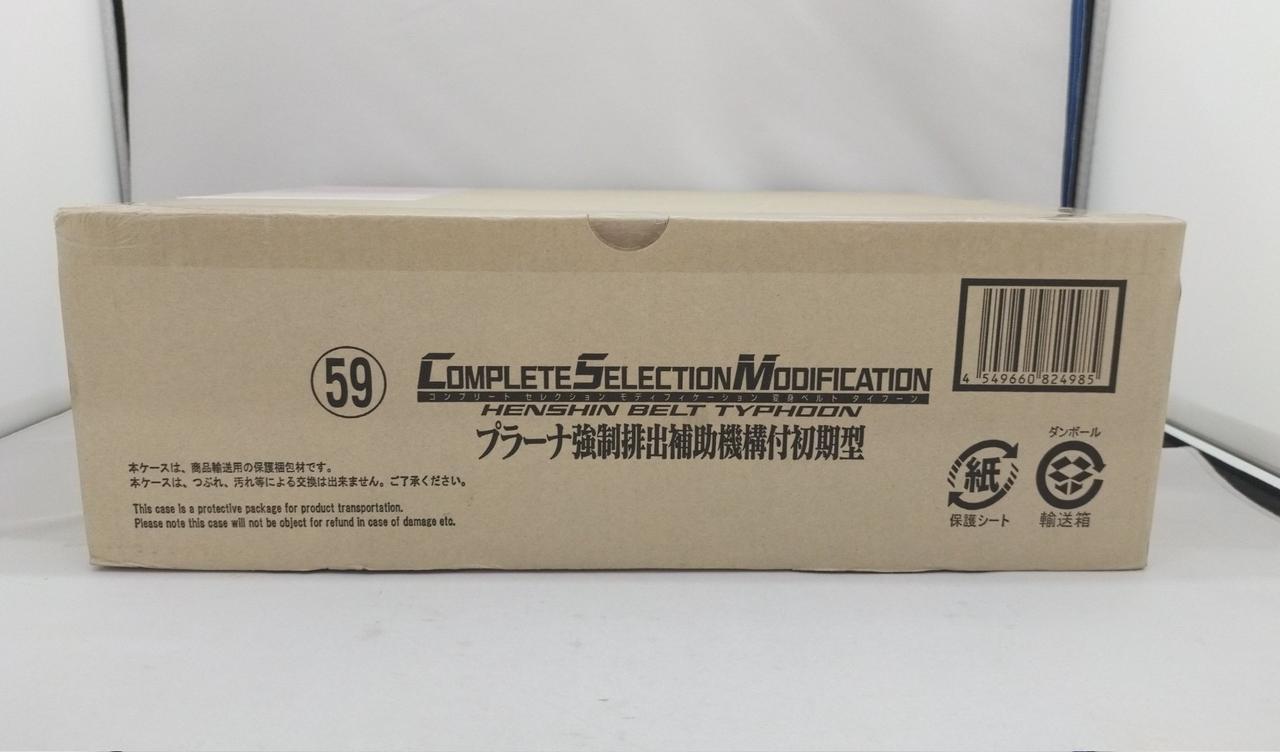 59
COMPLETE SELECTION MODIFICATION
コンプリート セレクション モディフィケーション 変身ベルト タイフーン
HENSHIN BELT TYPHOON
プラーナ強制排出補助機構付初期型
本ケースは、商品輸送用の保護梱包材です。
本ケースは、つぶれ、汚れ等による交換は出来ません。ご了承ください。
This case is a protective package for product transportation.
Please note this case will not be object for refund in case of damage etc.
4 549660 824985
紙
保護シート
ダンボール
輸送箱